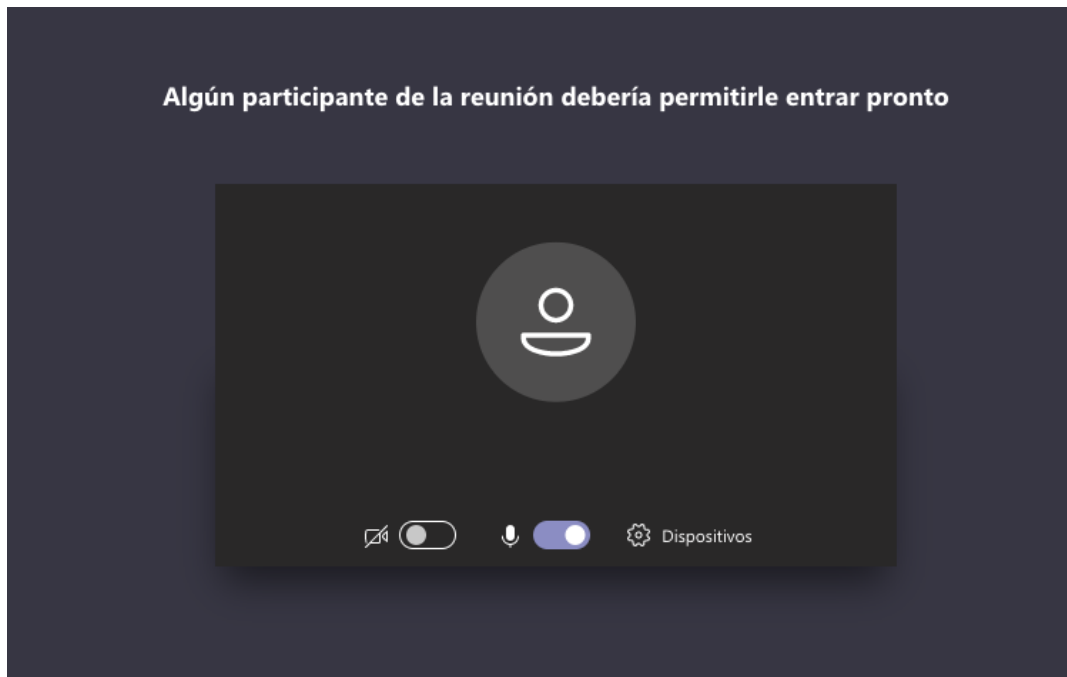 Algún participante de la reunión debería permitirle entrar pronto
Dispositivos